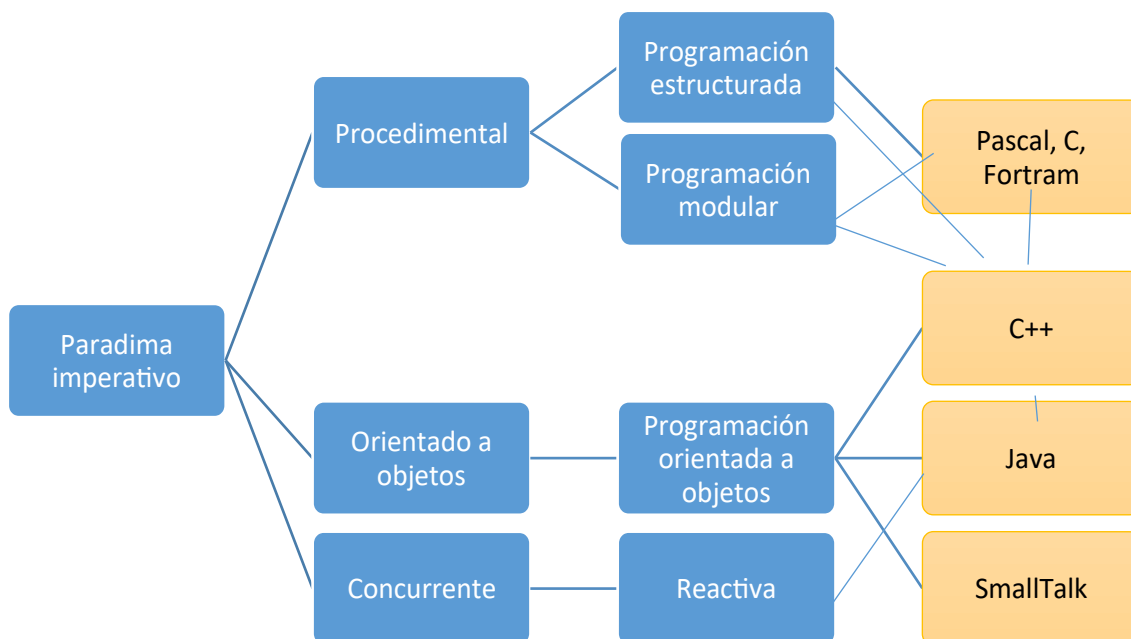 Programación
estructurada
Procedimental
Pascal, C,
Fortram
Programación
modular
Paradima
imperativo
C++
Orientado a
objetos
Programación
orientada a
objetos
Java
Concurrente
Reactiva
SmallTalk